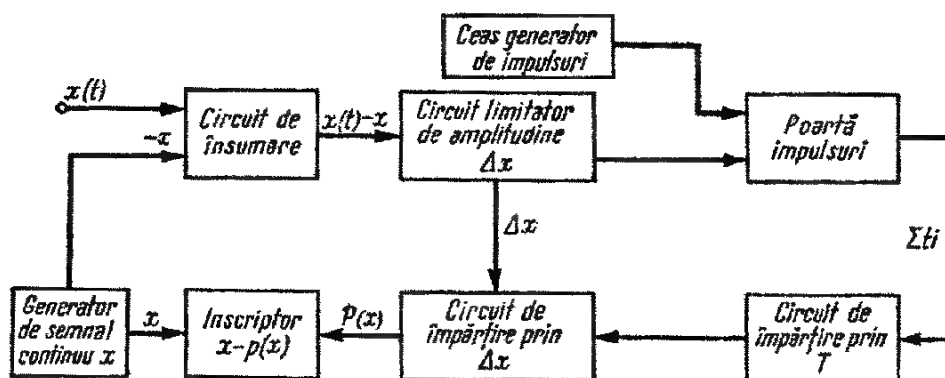 Ceas generator
de impulsuri
x(t)
-x
Circuit de
însumare
x(t)-x
Circuit limitator
de amplitudine
Δx
Poartă
impulsuri
Δx
Σti
Generator
de semnal
continuu x
x
Inscriptor
x-p(x)
P(x)
Circuit de
împărțire prin
Δx
Circuit de
împărțire prin
T